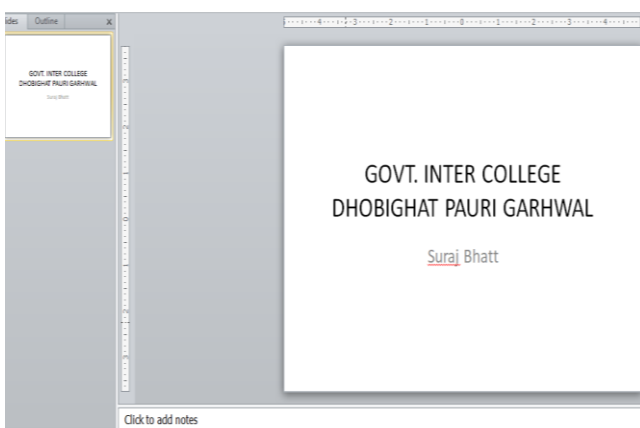 ides Outline x
GOVT. INTER COLLEGE
DHOBIGHAT PAURI GARHWAL
Suraj Bhatt
GOVT. INTER COLLEGE
DHOBIGHAT PAURI GARHWAL
Suraj Bhatt
Click to add notes